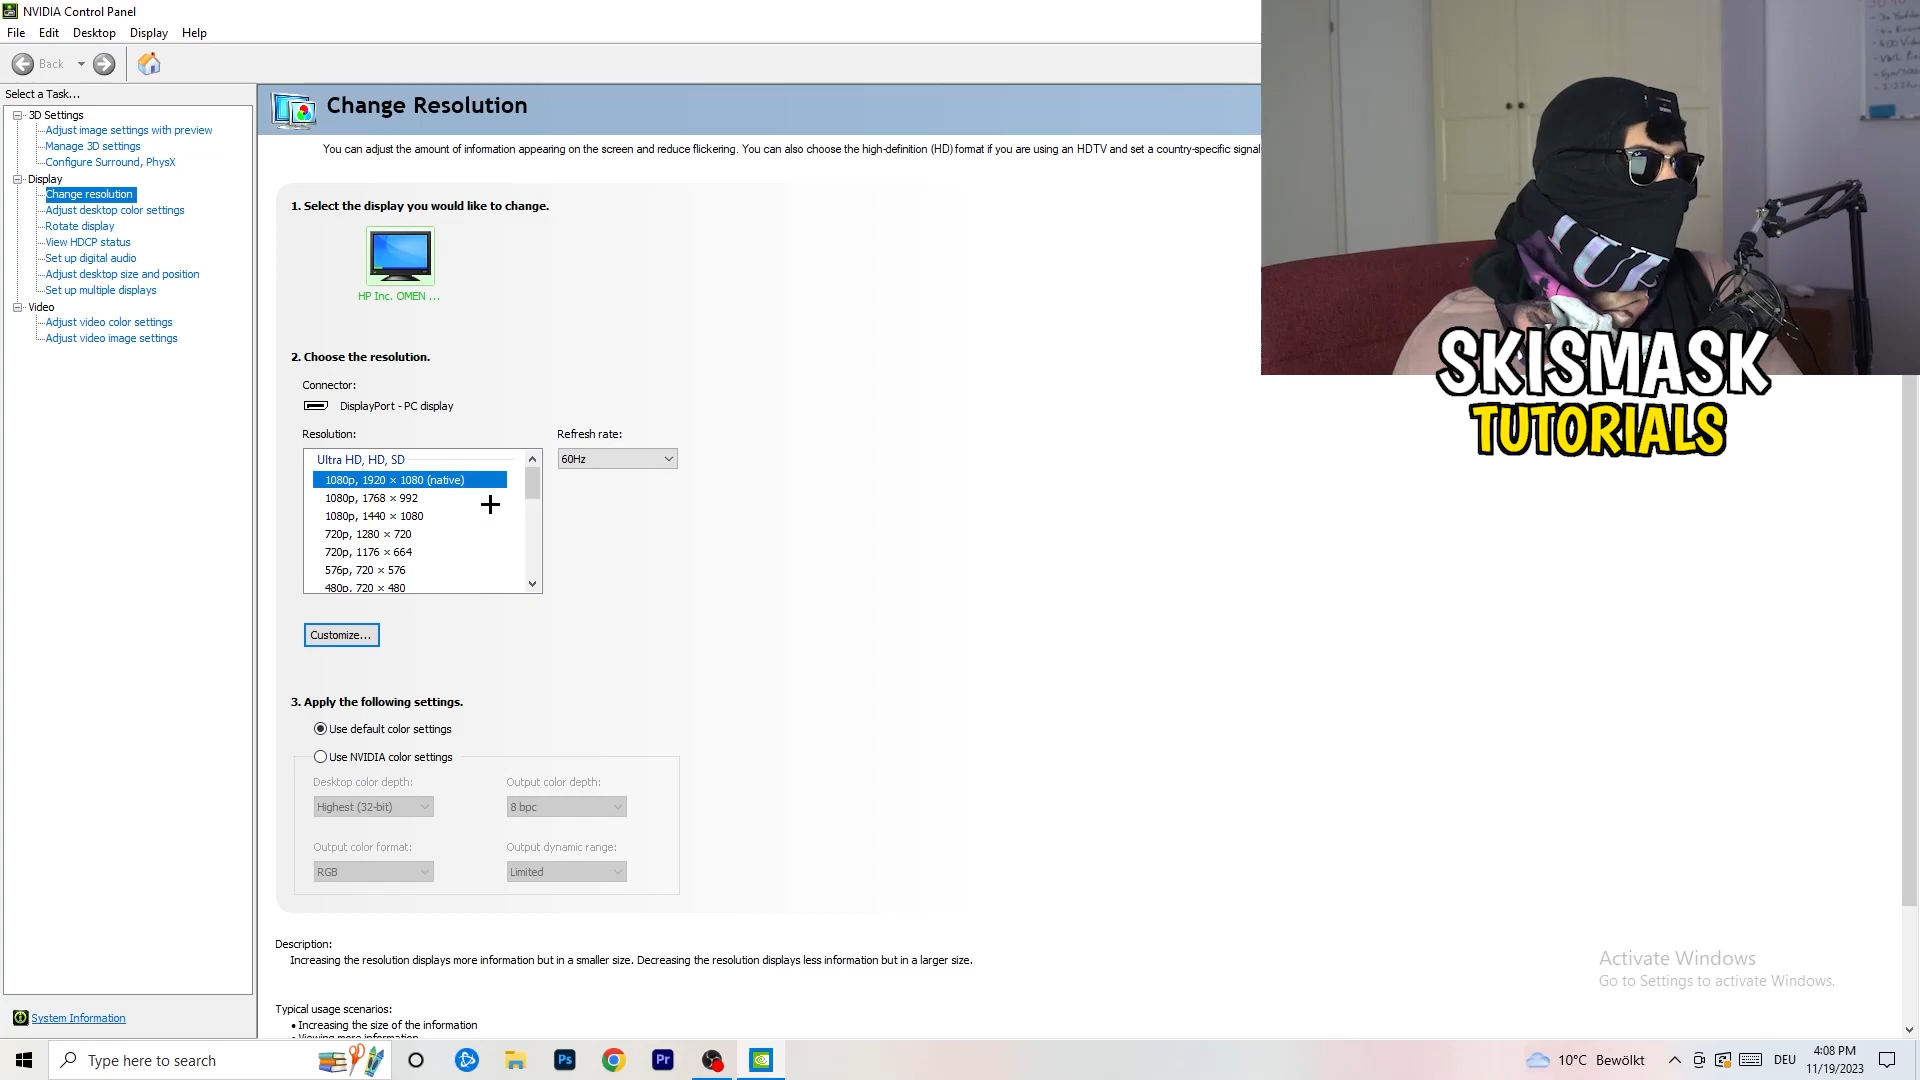 NVIDIA Control Panel
File Edit Desktop Display Help
Back
Select a Task...
3D Settings
Adjust image settings with preview
Manage 3D settings
Configure Surround, PhysX
Display
Change resolution
Adjust desktop color settings
Rotate display
View HDCP status
Set up digital audio
Adjust desktop size and position
Set up multiple displays
Video
Adjust video color settings
Adjust video image settings
System Information
Change Resolution
You can adjust the amount of information appearing on the screen and reduce flickering. You can also choose the high-definition (HD) format if you are using an HDTV and set a country-specific signal
1. Select the display you would like to change.
HP Inc. OMEN ...
2. Choose the resolution.
Connector:
DisplayPort - PC display
Resolution:
Refresh rate:
Ultra HD, HD, SD
60Hz
1080p, 1920 × 1080 (native)
1080p, 1768 × 992
1080p, 1440 × 1080
720p, 1280 × 720
720p, 1176 × 664
576p, 720 × 576
480p, 720 × 480
Customize...
3. Apply the following settings.
Use default color settings
Use NVIDIA color settings
Desktop color depth:
Output color depth:
Highest (32-bit)
8 bpc
Output color format:
Output dynamic range:
RGB
Limited
Description:
Increasing the resolution displays more information but in a smaller size. Decreasing the resolution displays less information but in a larger size.
Typical usage scenarios:
• Increasing the size of the information
• Viewing more information
SKISMASK
TUTORIALS
Activate Windows
Go to Settings to activate Windows.
Type here to search
Ps
Pr
10°C Bewölkt
DEU
4:08 PM
11/19/2023